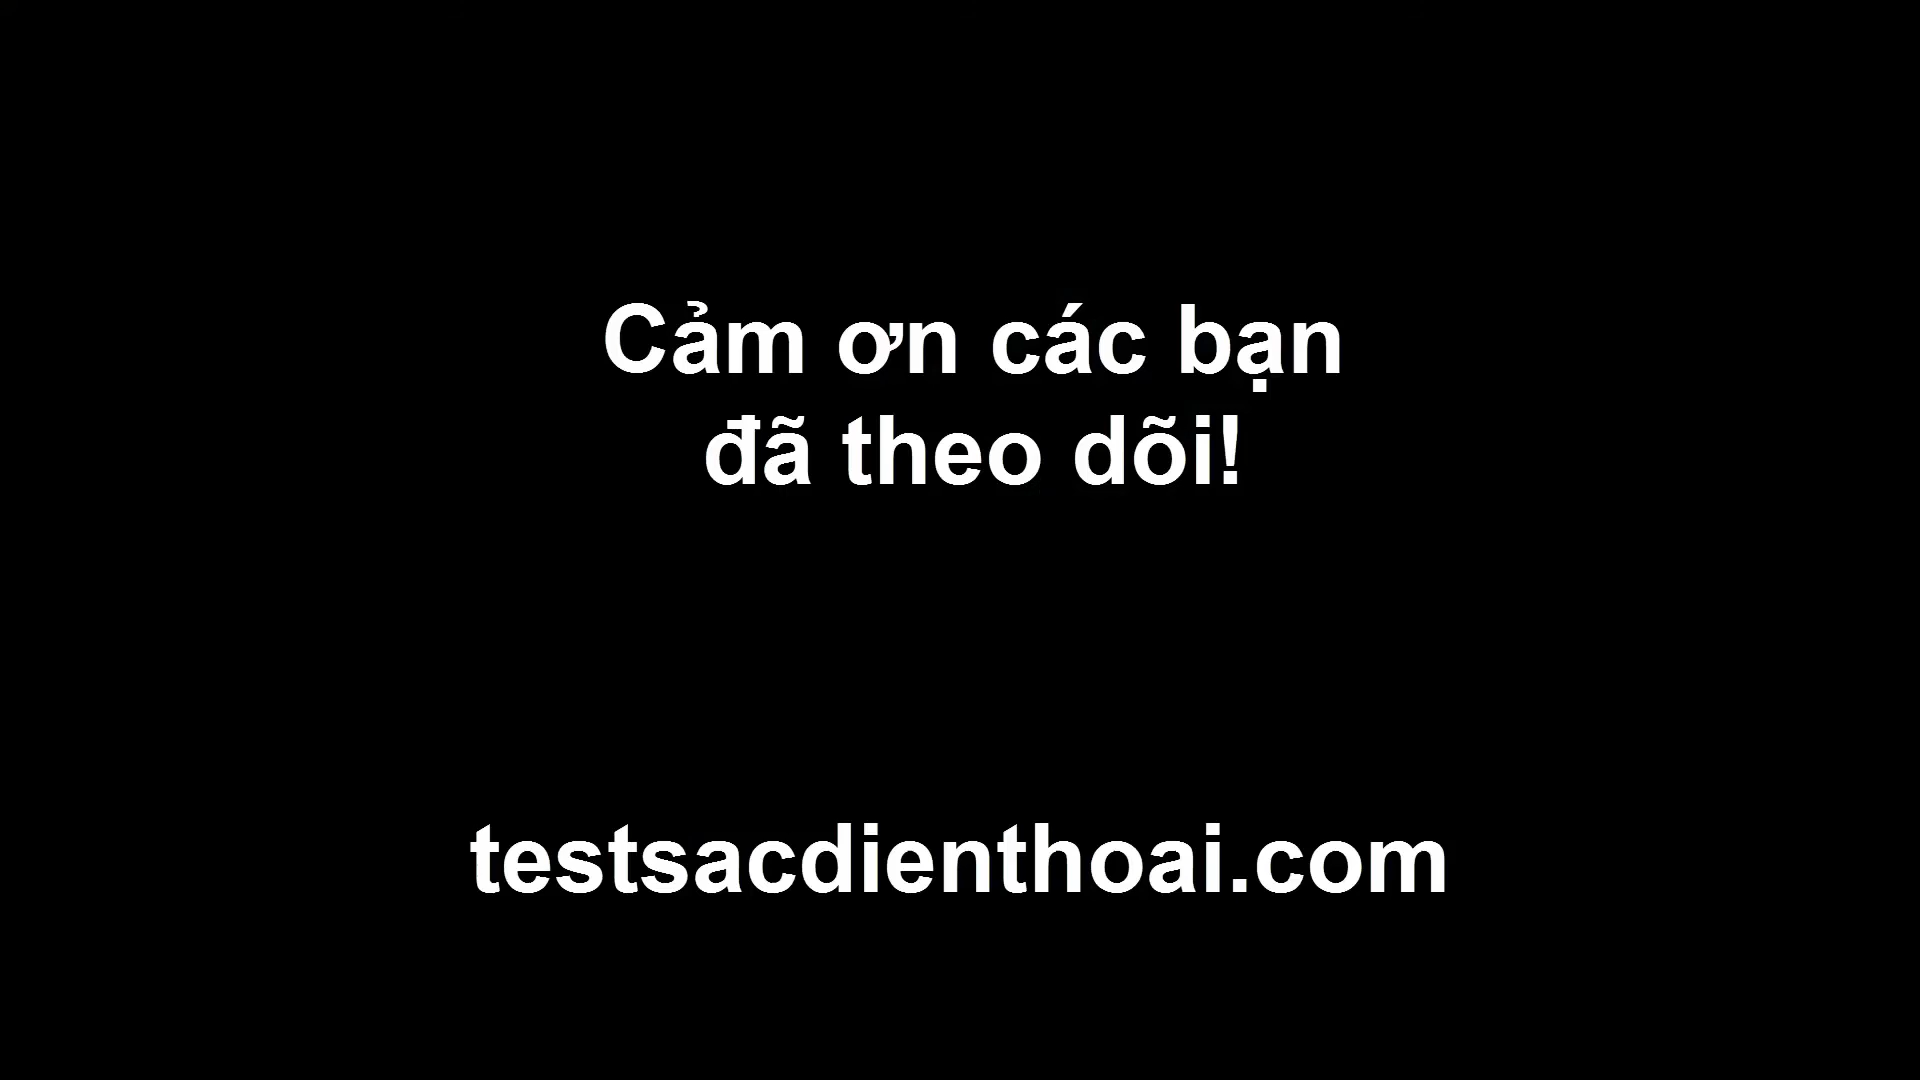 Cảm ơn các bạn
đã theo dõi!
testsacdienthoai.com